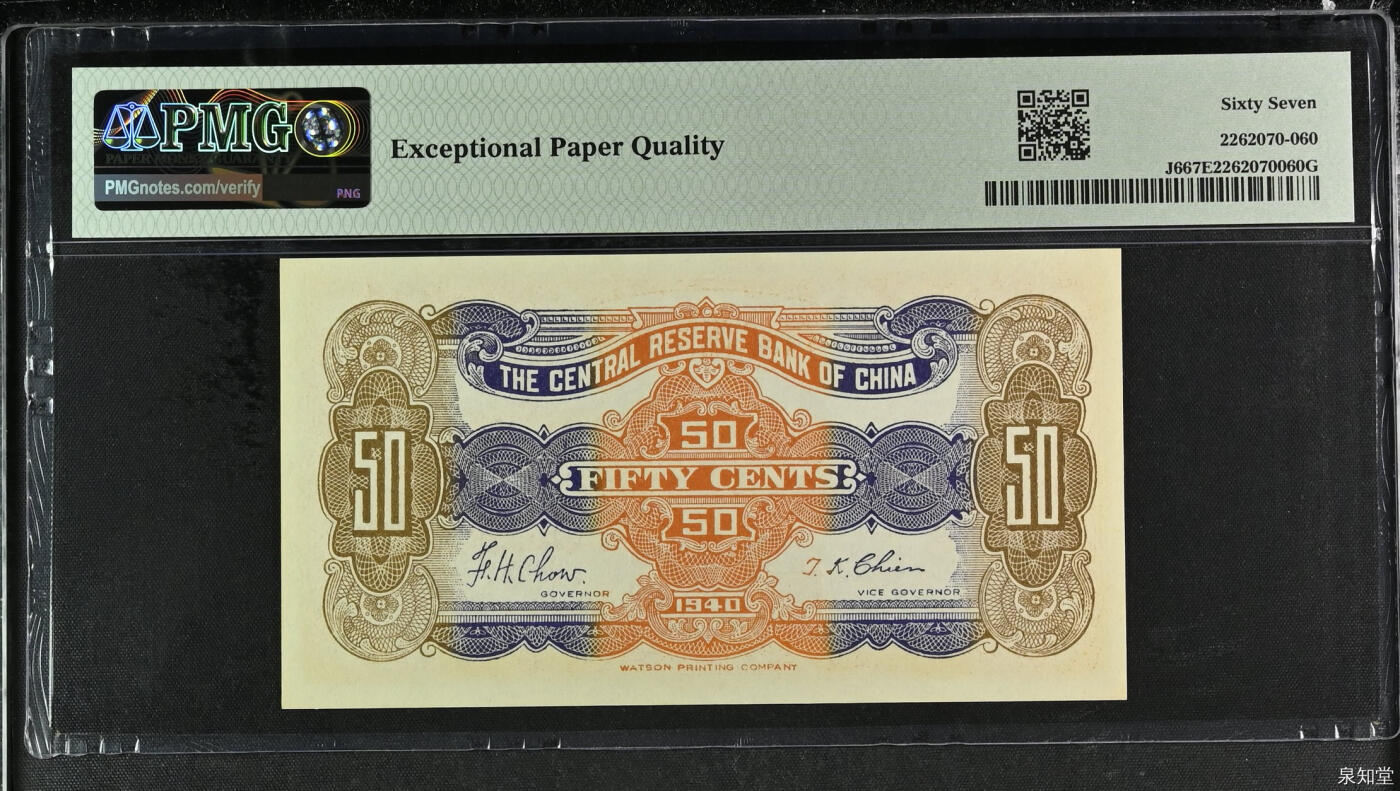 PMG
PAPER MONEY GUARANTY
PMGnotes.com/verify
PNG
Exceptional Paper Quality
Sixty Seven
2262070-060
J667E2262070060G
THE CENTRAL RESERVE BANK OF CHINA
50
50
50
FIFTY CENTS
50
F.H. Chow.
GOVERNOR
T. K. Chien
VICE GOVERNOR
1940
WATSON PRINTING COMPANY
泉知堂